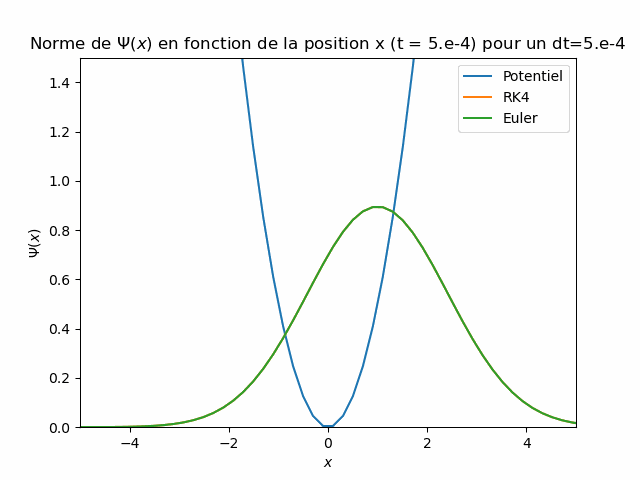 Norme de Ψ(x) en fonction de la position x (t = 5.e-4) pour un dt=5.e-4
Potentiel
RK4
Euler
Ψ(x)
1.4
1.2
1.0
0.8
0.6
0.4
0.2
0.0
−4 −2 0 2 4
x